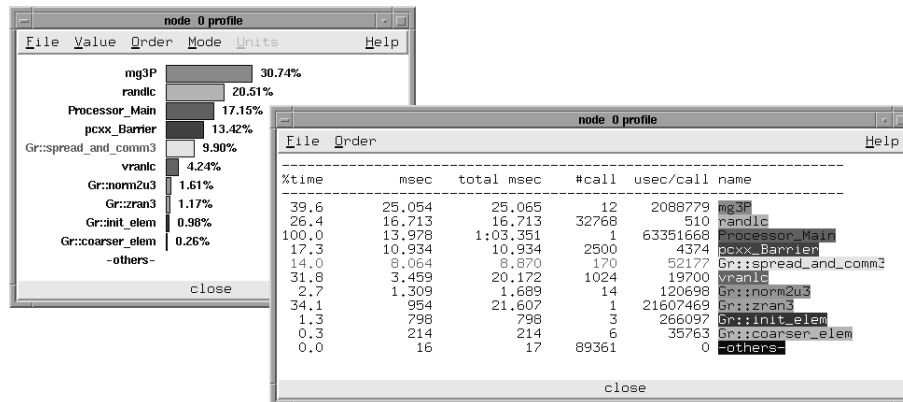 node 0 profile
File Value Order Mode Units Help
mg3P 30.74%
randlc 20.51%
Processor_Main 17.15%
pcxx_Barrier 13.42%
Gr::spread_and_comm3 9.90%
vranlc 4.24%
Gr::norm2u3 1.61%
Gr::zran3 1.17%
Gr::init_elem 0.98%
Gr::coarser_elem 0.26%
-others-
close
node 0 profile
File Order Help
%time msec total msec #call usec/call name
39.6 25.054 25.065 12 2088779 mg3P
26.4 16.713 16.713 32768 510 randlc
100.0 13.978 1:03.351 1 63351668 Processor_Main
17.3 10.934 10.934 2500 4374 pcxx_Barrier
14.0 8.064 8.870 170 52177 Gr::spread_and_comm3
31.8 3.459 20.172 1024 19700 vranlc
2.7 1.309 1.689 14 120698 Gr::norm2u3
34.1 954 21.607 1 21607469 Gr::zran3
1.3 798 798 3 266097 Gr::init_elem
0.3 214 214 6 35763 Gr::coarser_elem
0.0 16 17 89361 0 -others-
close